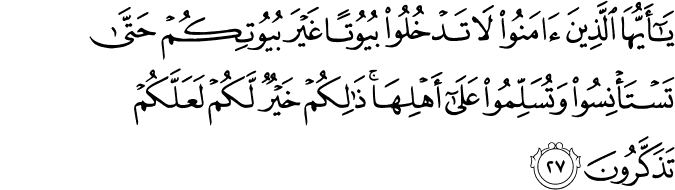 يَـٰٓأَيُّهَا ٱلَّذِينَ ءَامَنُوا۟ لَا تَدْخُلُوا۟ بُيُوتًا غَيْرَ بُيُوتِكُمْ حَتَّىٰ
تَسْتَأْنِسُوا۟ وَتُسَلِّمُوا۟ عَلَىٰٓ أَهْلِهَا ۚ ذَٰلِكُمْ خَيْرٌ لَّكُمْ لَعَلَّكُمْ
تَذَكَّرُونَ ٢٧